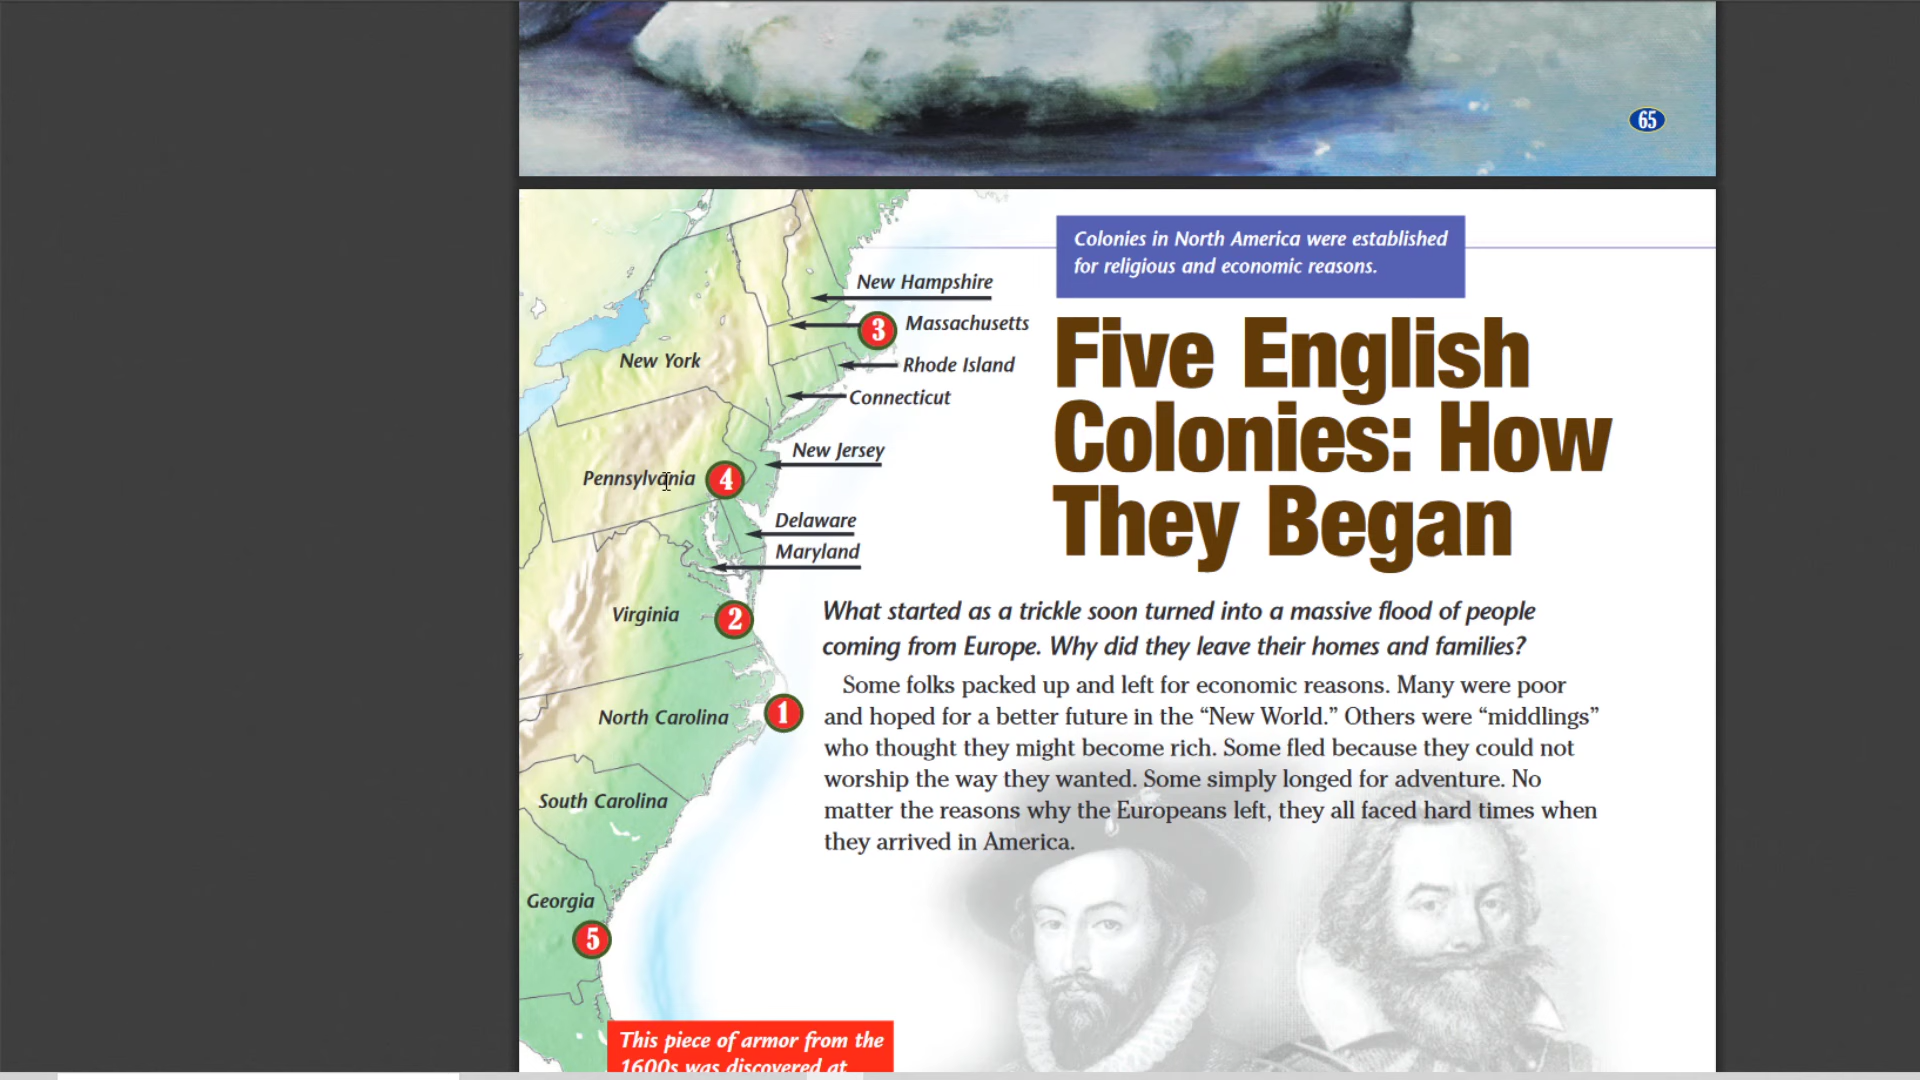 65
Colonies in North America were established
for religious and economic reasons.
Five English
Colonies: How
They Began
New Hampshire
3 Massachusetts
New York
Rhode Island
Connecticut
New Jersey
Pennsylvania 4
Delaware
Maryland
Virginia 2
North Carolina 1
South Carolina
Georgia
5
What started as a trickle soon turned into a massive flood of people
coming from Europe. Why did they leave their homes and families?
Some folks packed up and left for economic reasons. Many were poor
and hoped for a better future in the “New World.” Others were “middlings”
who thought they might become rich. Some fled because they could not
worship the way they wanted. Some simply longed for adventure. No
matter the reasons why the Europeans left, they all faced hard times when
they arrived in America.
This piece of armor from the
1600s was discovered at